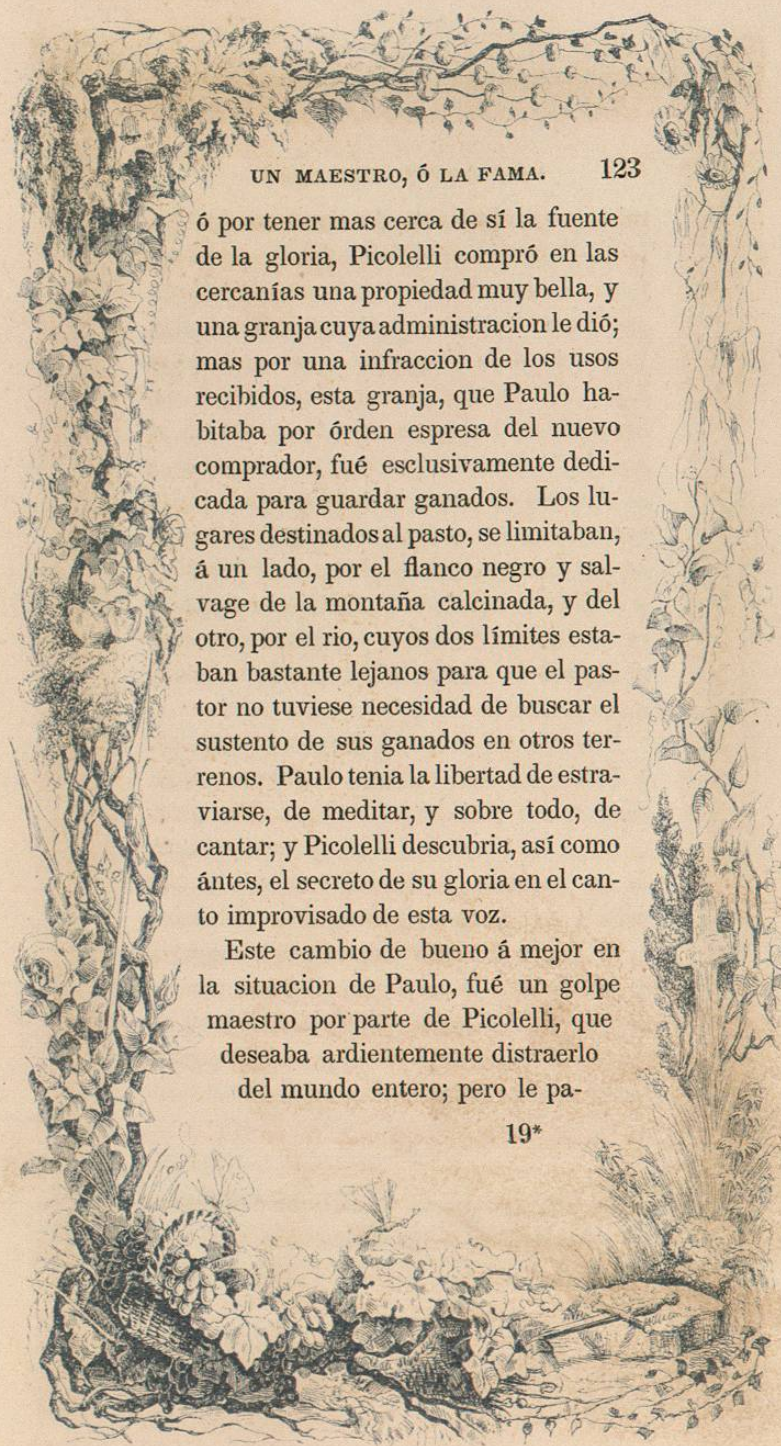 UN MAESTRO, Ó LA FAMA. 123
ó por tener mas cerca de sí la fuente
de la gloria, Picolelli compró en las
cercanías una propiedad muy bella, y
una granja cuya administracion le dió;
mas por una infraccion de los usos
recibidos, esta granja, que Paulo ha-
bitaba por órden espresa del nuevo
comprador, fué esclusivamente dedi-
cada para guardar ganados. Los lu-
gares destinados al pasto, se limitaban,
á un lado, por el flanco negro y sal-
vage de la montaña calcinada, y del
otro, por el rio, cuyos dos límites esta-
ban bastante lejanos para que el pas-
tor no tuviese necesidad de buscar el
sustento de sus ganados en otros ter-
renos. Paulo tenia la libertad de estra-
viarse, de meditar, y sobre todo, de
cantar; y Picolelli descubria, así como
ántes, el secreto de su gloria en el can-
to improvisado de esta voz.
Este cambio de bueno á mejor en
la situacion de Paulo, fué un golpe
maestro por parte de Picolelli, que
deseaba ardientemente distraerlo
del mundo entero; pero le pa-
19*